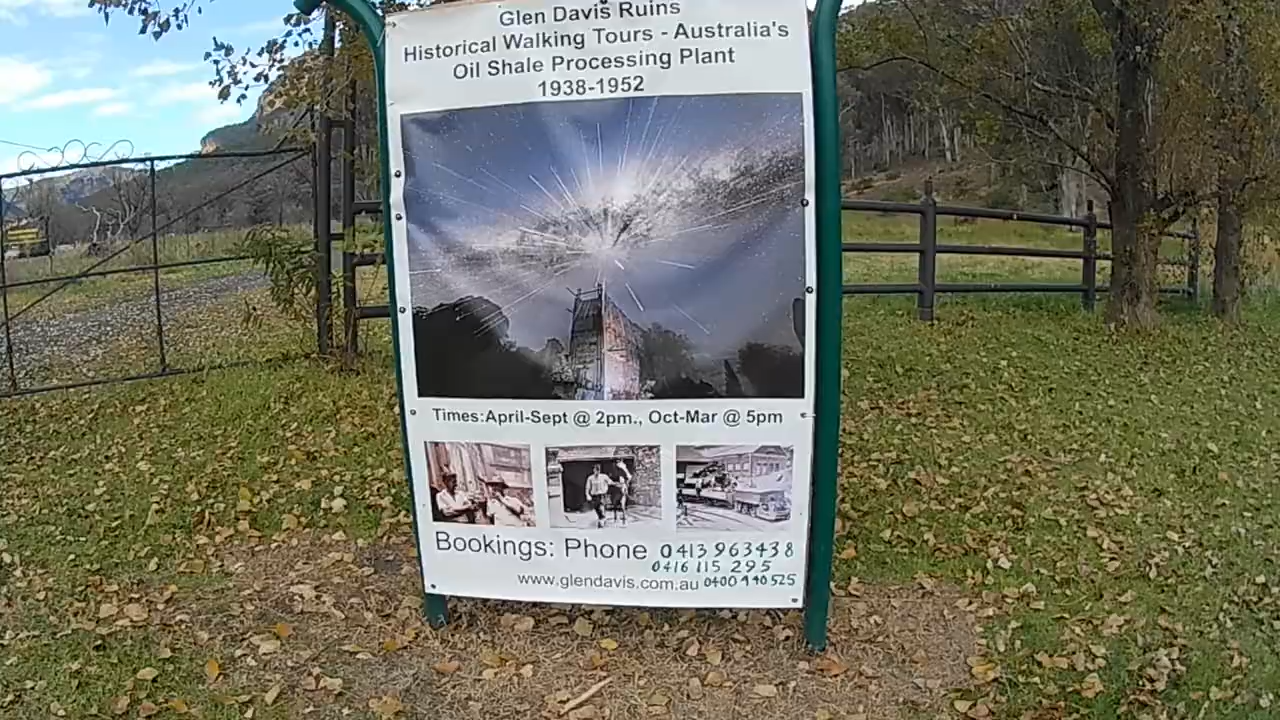 Glen Davis Ruins
Historical Walking Tours - Australia's
Oil Shale Processing Plant
1938-1952
Times:April-Sept @ 2pm., Oct-Mar @ 5pm
Bookings: Phone 0413 963438
0416 115 295
www.glendavis.com.au 0400 940 525